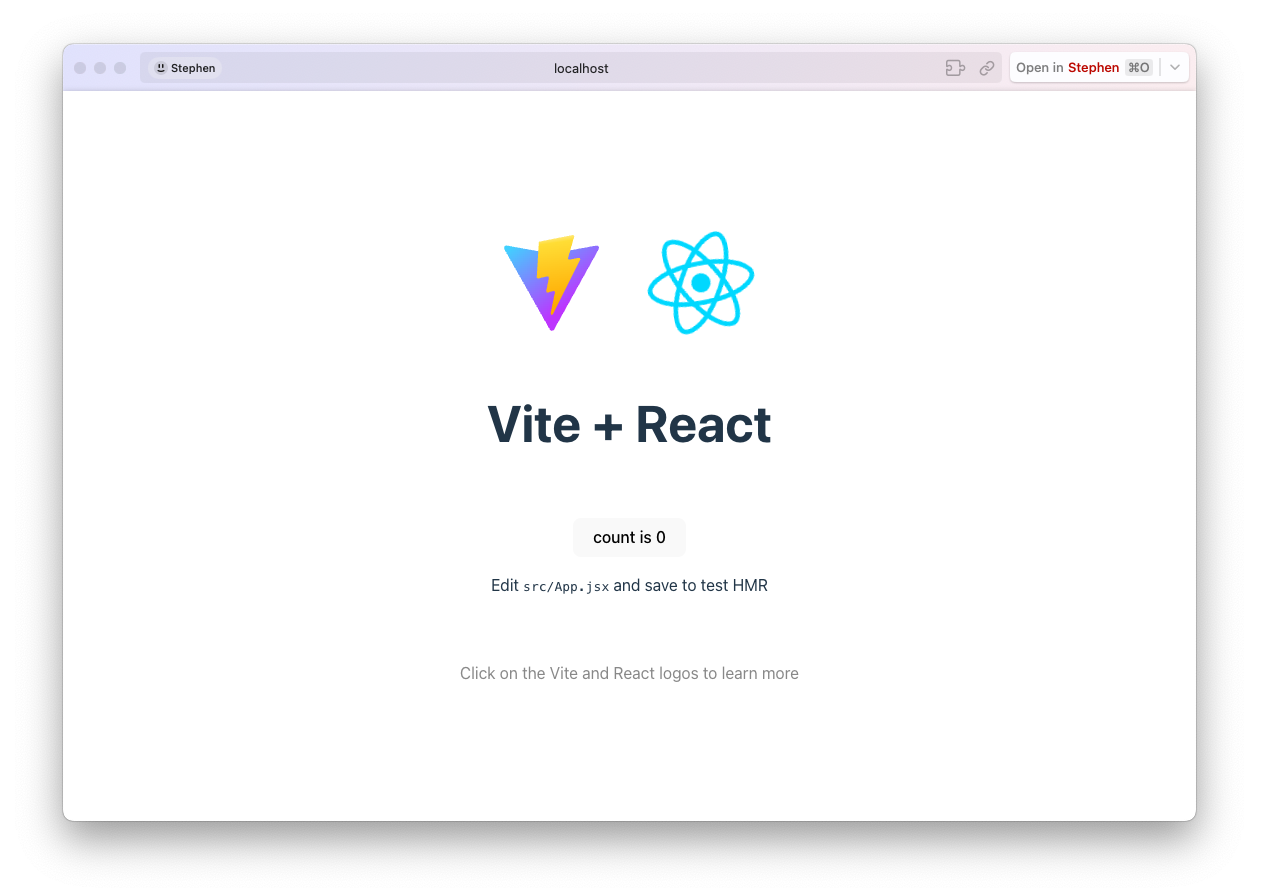 Stephen
localhost
Open in Stephen ⌘O
Vite + React
count is 0
Edit src/App.jsx and save to test HMR
Click on the Vite and React logos to learn more